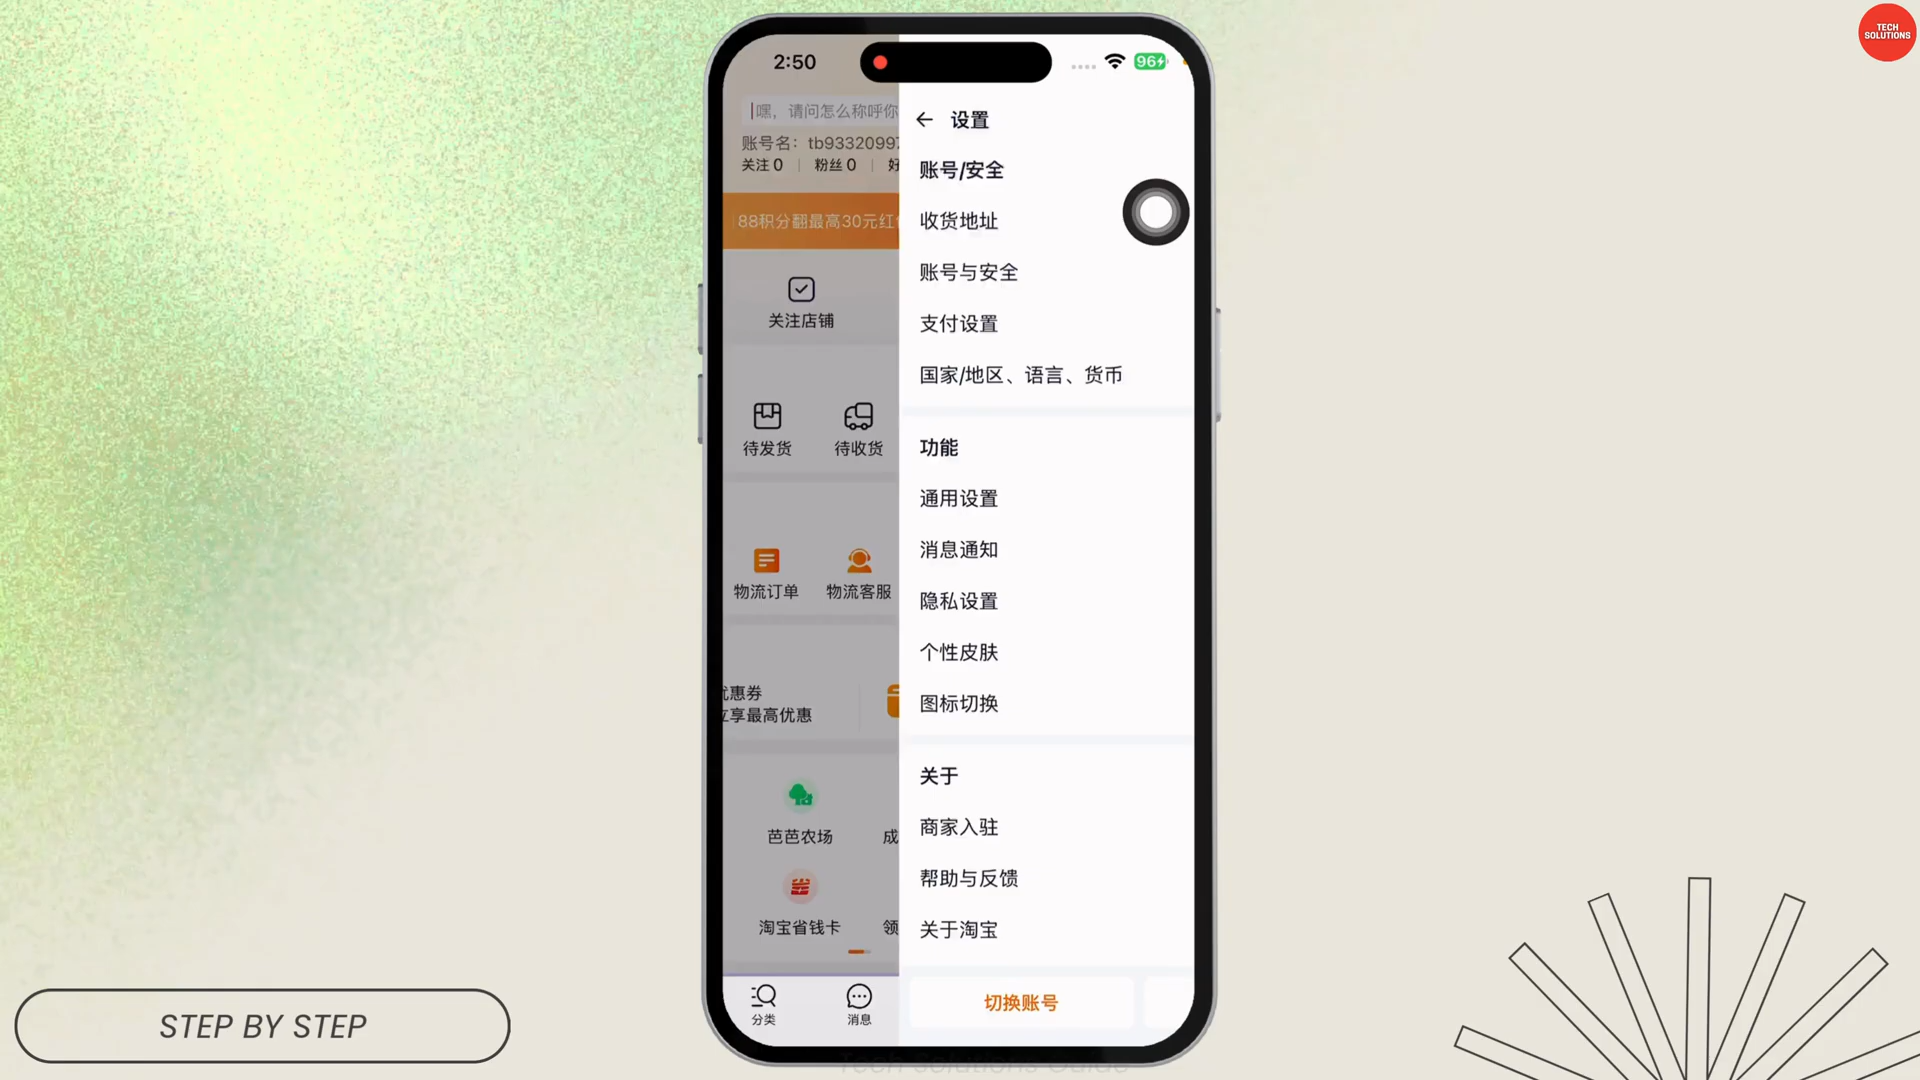 TECH
SOLUTIONS
2:50
96
嘿，请问怎么称呼你
账号名：tb9332099
关注 0
粉丝 0
好
88积分翻最高30元红
关注店铺
待发货
待收货
物流订单
物流客服
惠券
享最高优惠
芭芭农场
成
淘宝省钱卡
领
分类
消息
设置
账号/安全
收货地址
账号与安全
支付设置
国家/地区、语言、货币
功能
通用设置
消息通知
隐私设置
个性皮肤
图标切换
关于
商家入驻
帮助与反馈
关于淘宝
切换账号
STEP BY STEP
Tech Solutions Guide